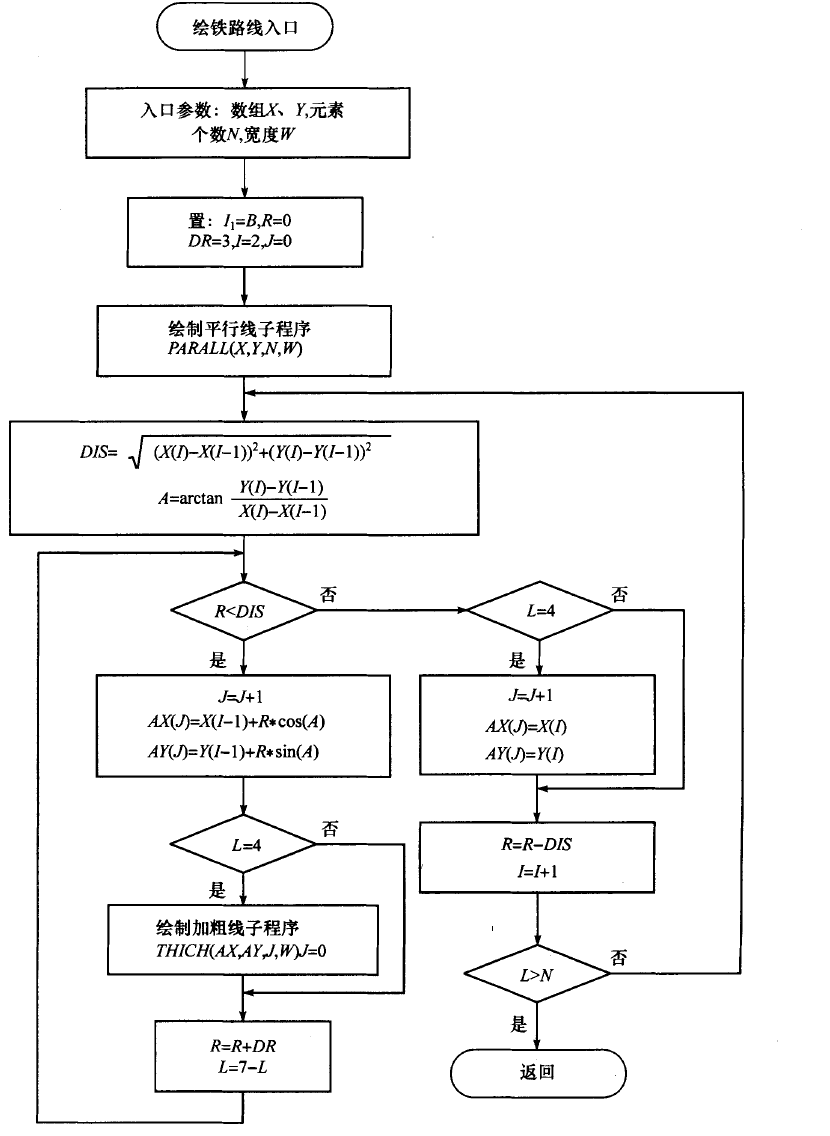 绘铁路线入口
入口参数：数组X、Y,元素
个数N,宽度W
置：I₁=B,R=0
DR=3,I=2,J=0
绘制平行线子程序
PARALL(X,Y,N,W)
DIS= √(X(I)−X(I−1))²+(Y(I)−Y(I−1))²
A=arctan Y(I)−Y(I−1)
X(I)−X(I−1)
R<DIS
否
是
J=J+1
AX(J)=X(I−1)+R*cos(A)
AY(J)=Y(I−1)+R*sin(A)
L=4
否
是
绘制加粗线子程序
THICH(AX,AY,J,W)J=0
R=R+DR
L=7−L
L=4
否
是
J=J+1
AX(J)=X(I)
AY(J)=Y(I)
R=R−DIS
I=I+1
L>N
否
是
返回